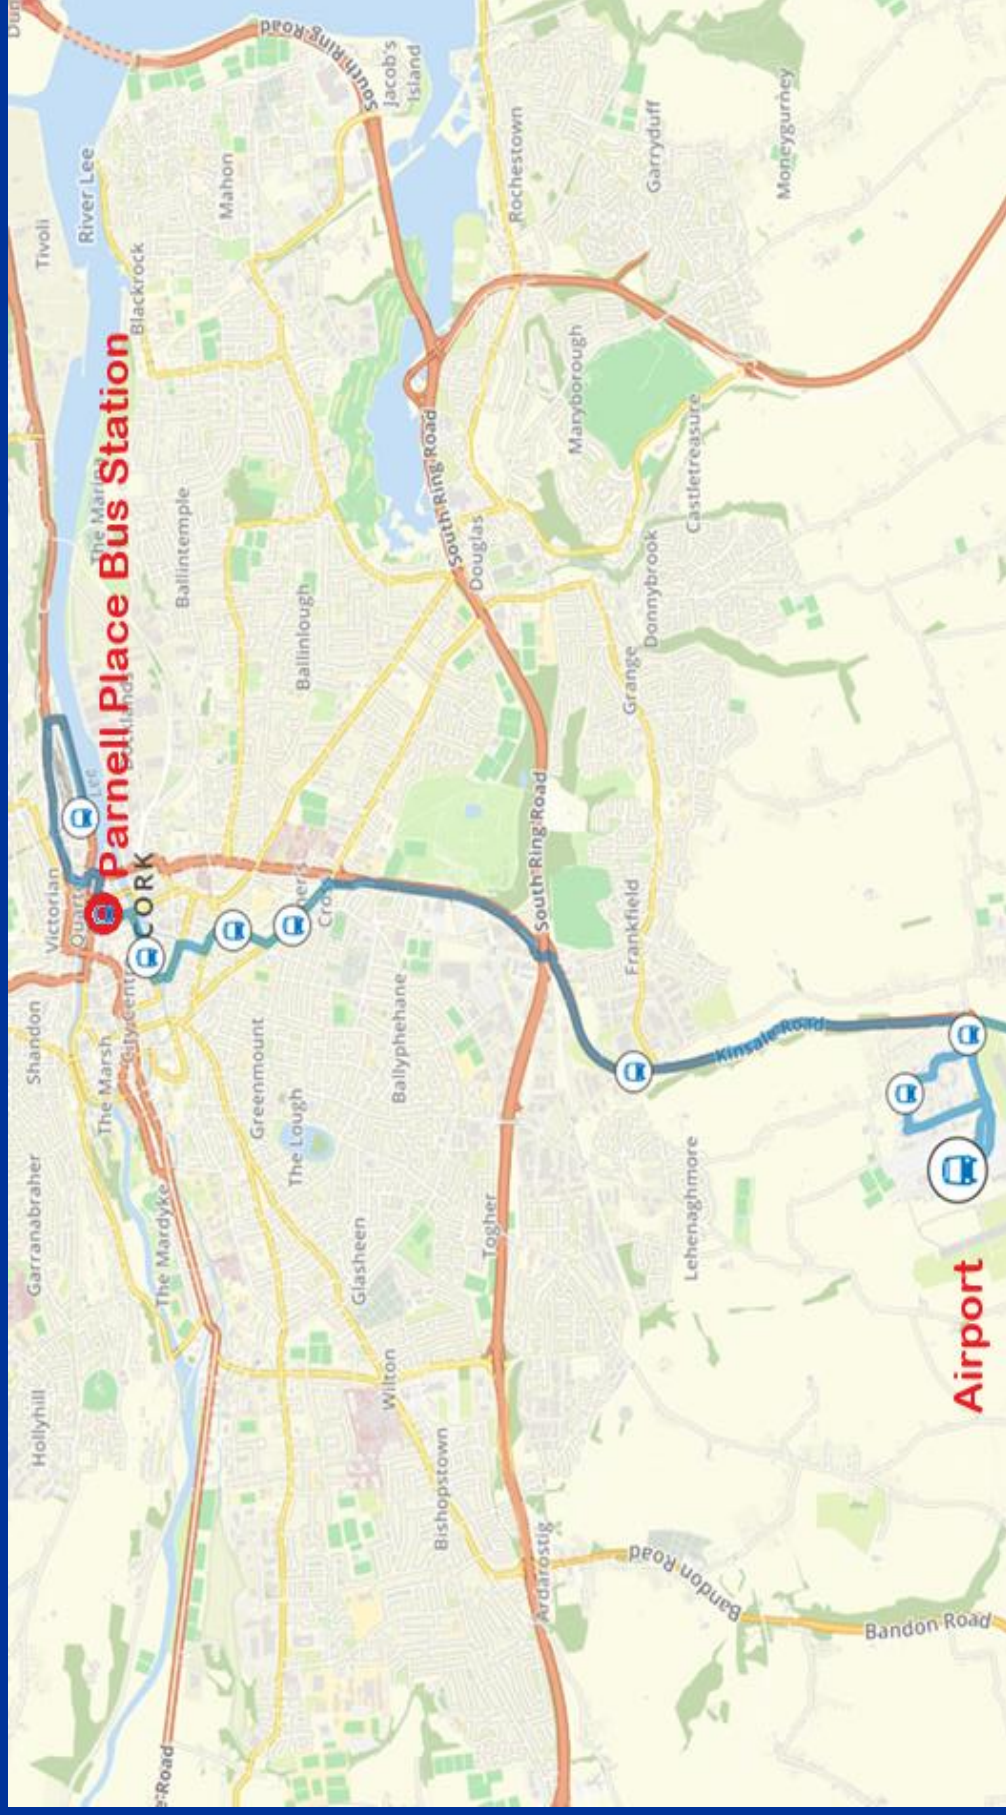 Hollyhill
Garranabraher
Shandon
Victorian
Quarter
Tivoli
River Lee
The Marsh
City Centre
CORK
Parnell Place Bus Station
The Marina
Docklands
Lee
Blackrock
Mahon
Jacob's
Island
South Ring Road
The Mardyke
Greenmount
The Lough
Ballintemple
Ballinlough
Glasheen
Ballyphehane
Cross
Wilton
Bishopstown
Togher
South Ring Road
Douglas
South Ring Road
Rochestown
Garryduff
Moneygurney
Maryborough
Castletreasure
Donnybrook
Grange
Frankfield
Kinsale Road
Lehenaghmore
Ardarostig
Bandon Road
Bandon Road
Airport